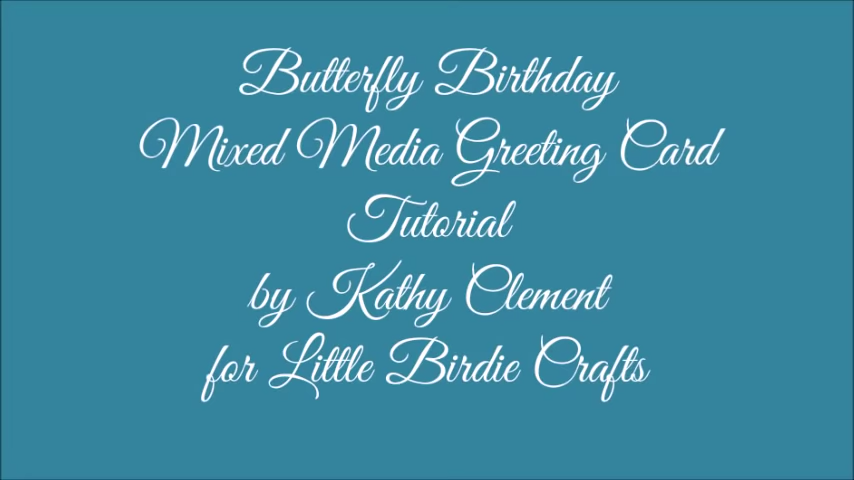 Butterfly Birthday
Mixed Media Greeting Card
Tutorial
by Kathy Clement
for Little Birdie Crafts